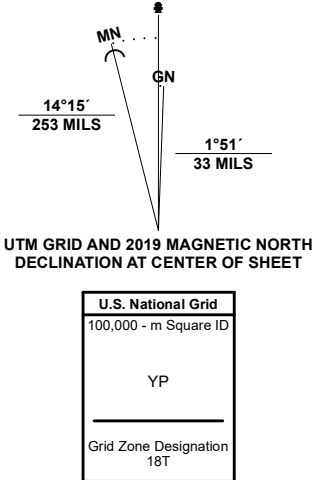 MN
GN
14°15´
253 MILS
1°51´
33 MILS
UTM GRID AND 2019 MAGNETIC NORTH
DECLINATION AT CENTER OF SHEET
U.S. National Grid
100,000 - m Square ID
YP
Grid Zone Designation
18T